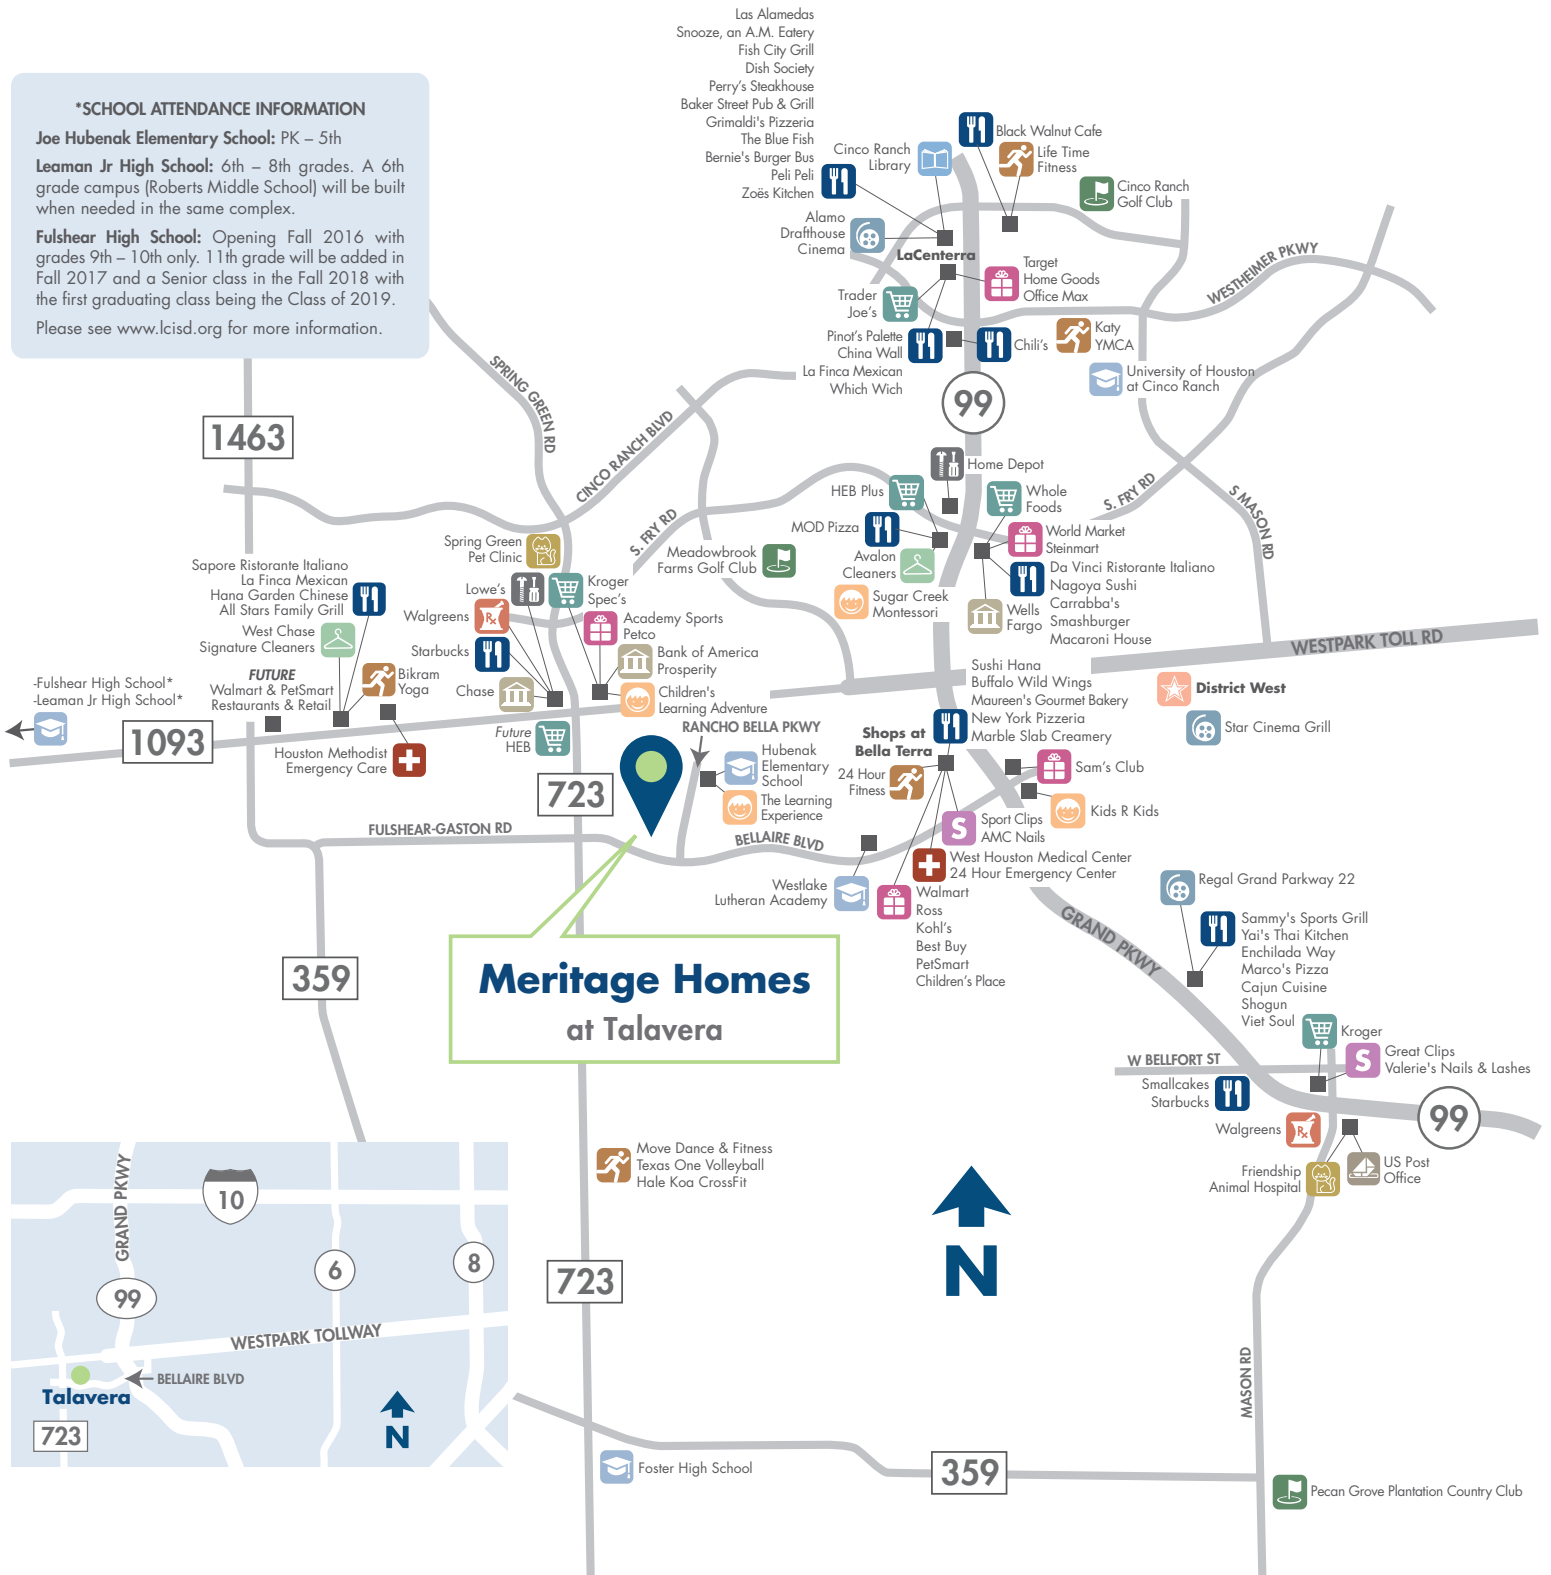 Las Alamedas
Snooze, an A.M. Eatery
Fish City Grill
Dish Society
Perry's Steakhouse
Baker Street Pub & Grill
Grimaldi's Pizzeria
The Blue Fish
Bernie's Burger Bus
Peli Peli
Zoës Kitchen
*SCHOOL ATTENDANCE INFORMATION
Joe Hubenak Elementary School: PK – 5th
Leaman Jr High School: 6th – 8th grades. A 6th
grade campus (Roberts Middle School) will be built
when needed in the same complex.
Fulshear High School: Opening Fall 2016 with
grades 9th – 10th only. 11th grade will be added in
Fall 2017 and a Senior class in the Fall 2018 with
the first graduating class being the Class of 2019.
Please see www.lcisd.org for more information.
Cinco Ranch
Library
Black Walnut Cafe
Life Time
Fitness
Cinco Ranch
Golf Club
Alamo
Drafthouse
Cinema
LaCenterra
Target
Home Goods
Office Max
WESTHEIMER PKWY
Trader
Joe's
Pinot's Palette
China Wall
La Finca Mexican
Which Wich
Chili's
Katy
YMCA
University of Houston
at Cinco Ranch
99
SPRING GREEN RD
CINCO RANCH BLVD
1463
Home Depot
HEB Plus
Whole
Foods
S. FRY RD
S MASON RD
MOD Pizza
World Market
Steinmart
Avalon
Cleaners
Da Vinci Ristorante Italiano
Nagoya Sushi
Carrabba's
Smashburger
Macaroni House
Sugar Creek
Montessori
Wells
Fargo
S. FRY RD
Meadowbrook
Farms Golf Club
Spring Green
Pet Clinic
Sapore Ristorante Italiano
La Finca Mexican
Hana Garden Chinese
All Stars Family Grill
Lowe's
Kroger
Spec's
Walgreens
Academy Sports
Petco
West Chase
Signature Cleaners
Starbucks
Bank of America
Prosperity
WESTPARK TOLL RD
FUTURE
Walmart & PetSmart
Restaurants & Retail
Bikram
Yoga
Chase
Children's
Learning Adventure
-Fulshear High School*
-Leaman Jr High School*
1093
Houston Methodist
Emergency Care
Future
HEB
RANCHO BELLA PKWY
Hubenak
Elementary
School
The Learning
Experience
Sushi Hana
Buffalo Wild Wings
Maureen's Gourmet Bakery
New York Pizzeria
Marble Slab Creamery
District West
Star Cinema Grill
Shops at
Bella Terra
24 Hour
Fitness
Sam's Club
Kids R Kids
723
FULSHEAR-GASTON RD
BELLAIRE BLVD
Sport Clips
AMC Nails
West Houston Medical Center
24 Hour Emergency Center
Westlake
Lutheran Academy
Walmart
Ross
Kohl's
Best Buy
PetSmart
Children's Place
GRAND PKWY
Regal Grand Parkway 22
Sammy's Sports Grill
Yai's Thai Kitchen
Enchilada Way
Marco's Pizza
Cajun Cuisine
Shogun
Viet Soul
359
Meritage Homes
at Talavera
Kroger
Great Clips
Valerie's Nails & Lashes
W BELLFORT ST
Smallcakes
Starbucks
99
Walgreens
Friendship
Animal Hospital
US Post
Office
Move Dance & Fitness
Texas One Volleyball
Hale Koa CrossFit
N
723
GRAND PKWY
10
6
8
99
WESTPARK TOLLWAY
BELLAIRE BLVD
Talavera
723
N
MASON RD
Foster High School
359
Pecan Grove Plantation Country Club